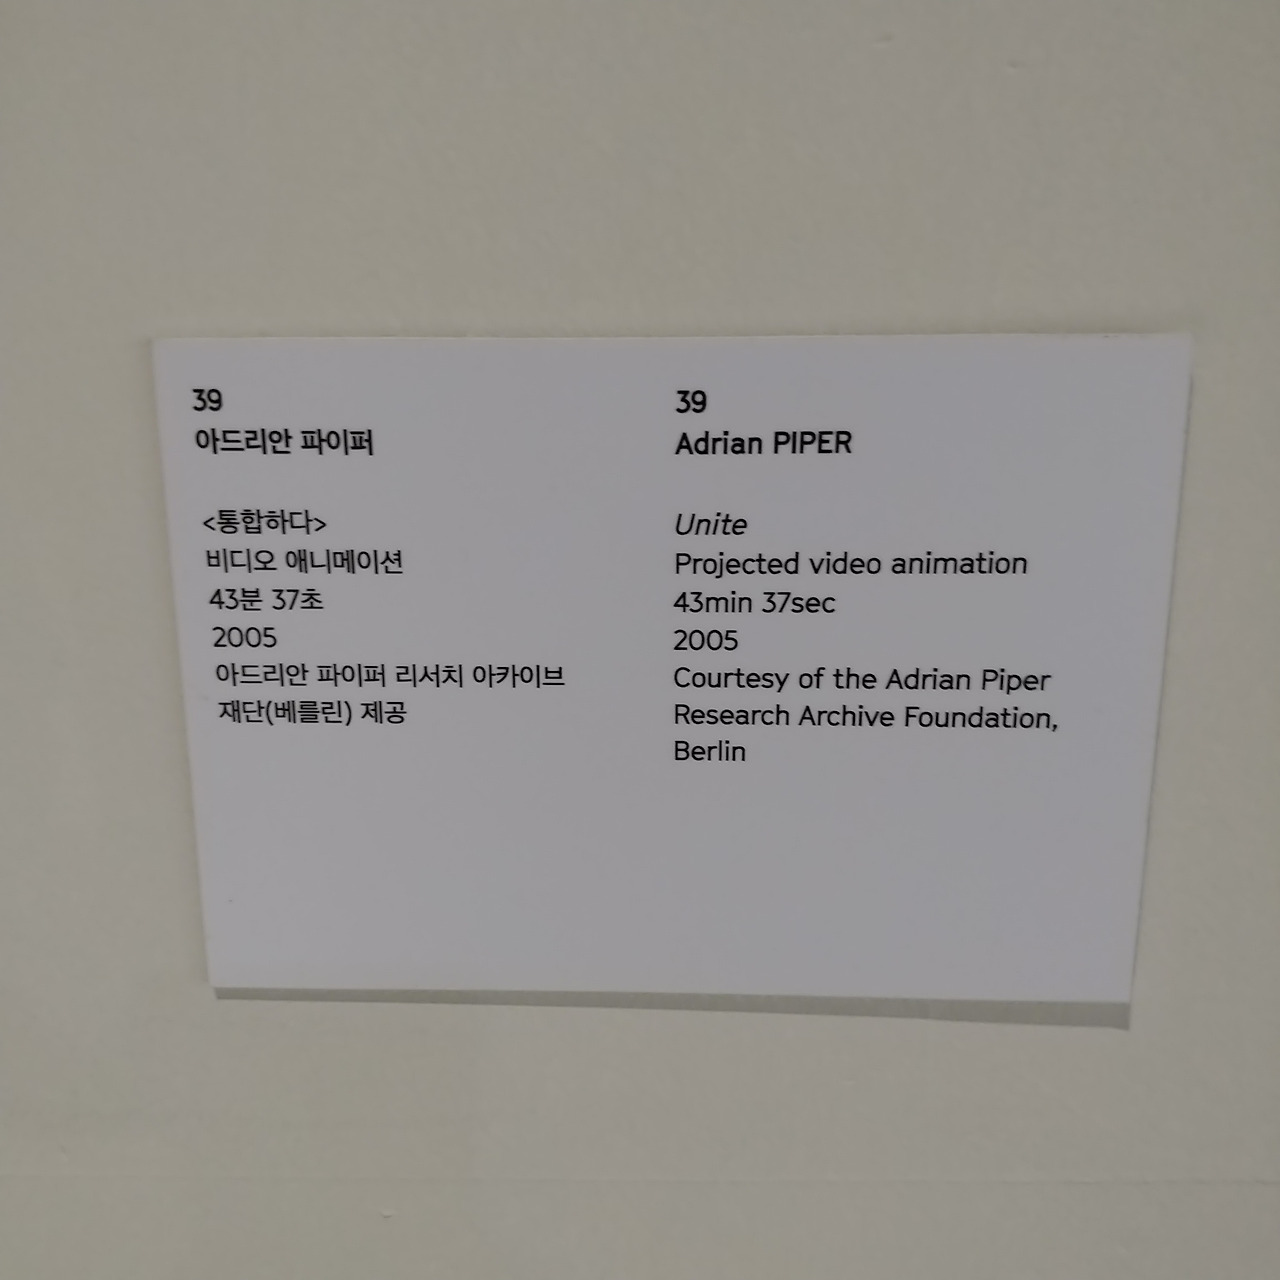 39
아드리안 파이퍼
<통합하다>
비디오 애니메이션
43분 37초
2005
아드리안 파이퍼 리서치 아카이브
재단(베를린) 제공
39
Adrian PIPER
Unite
Projected video animation
43min 37sec
2005
Courtesy of the Adrian Piper
Research Archive Foundation,
Berlin